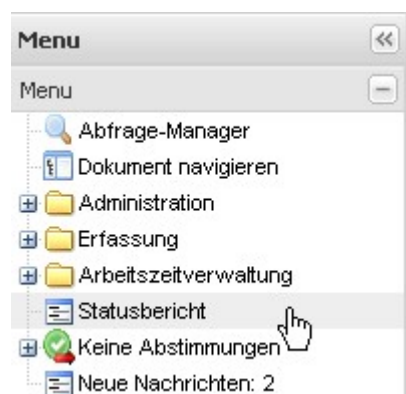 Menu
Menu
Abfrage-Manager
Dokument navigieren
Administration
Erfassung
Arbeitszeitverwaltung
Statusbericht
Keine Abstimmungen
Neue Nachrichten: 2